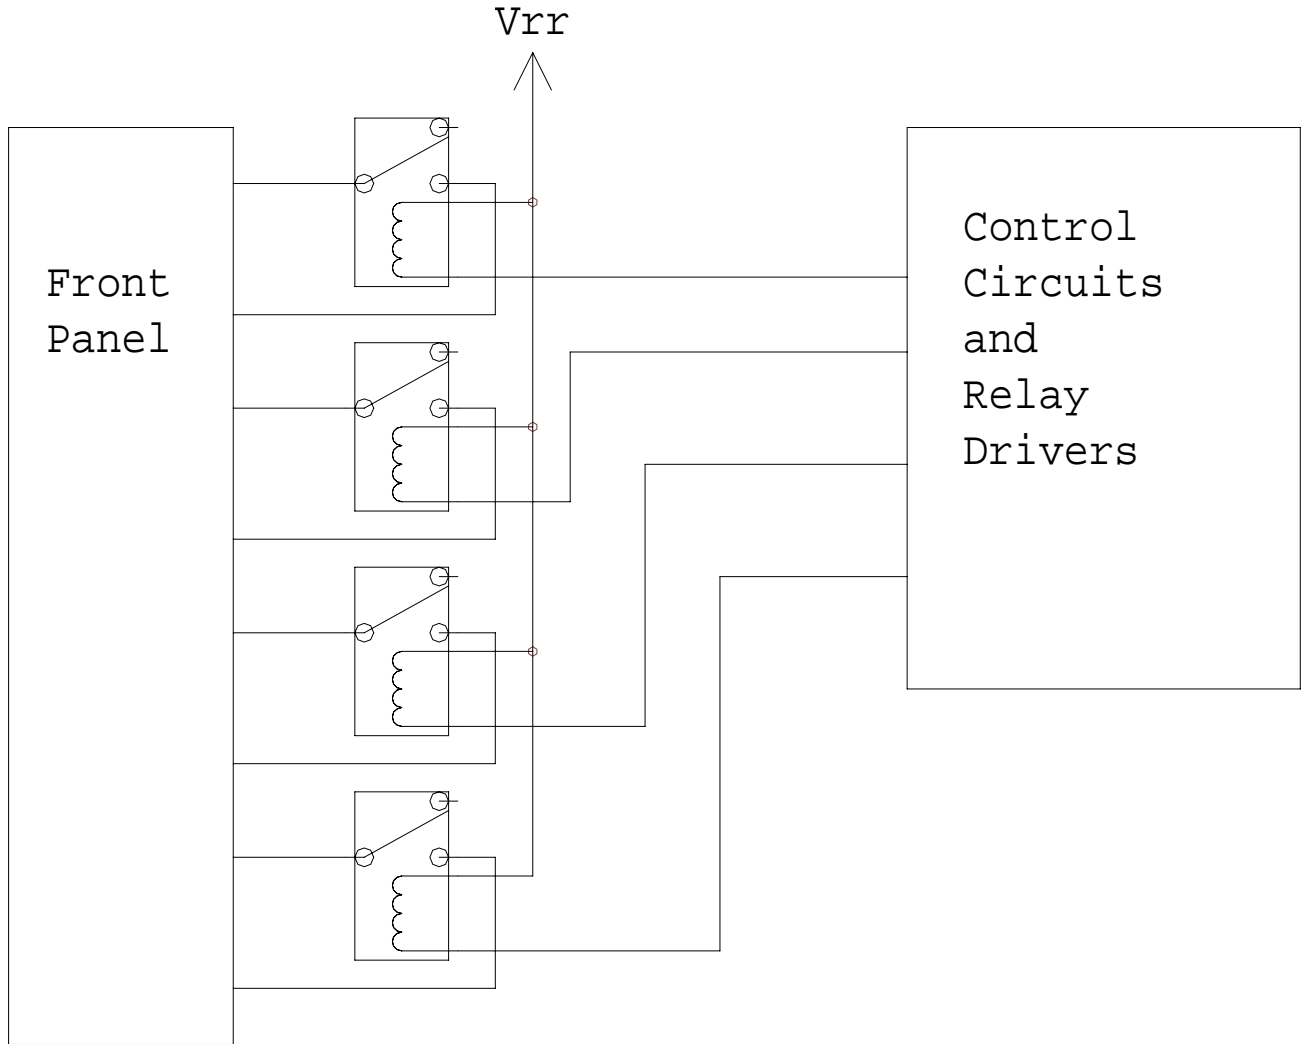 Vrr
Front
Panel
Control
Circuits
and
Relay
Drivers